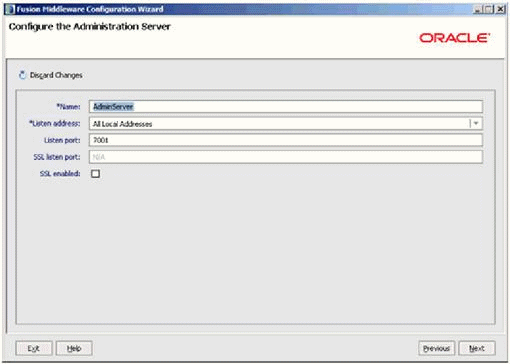 Fusion Middleware Configuration Wizard
Configure the Administration Server
ORACLE
Discard Changes
*Name: AdminServer
*Listen address: All Local Addresses
Listen port: 7001
SSL listen port: N/A
SSL enabled:
Exit Help Previous Next